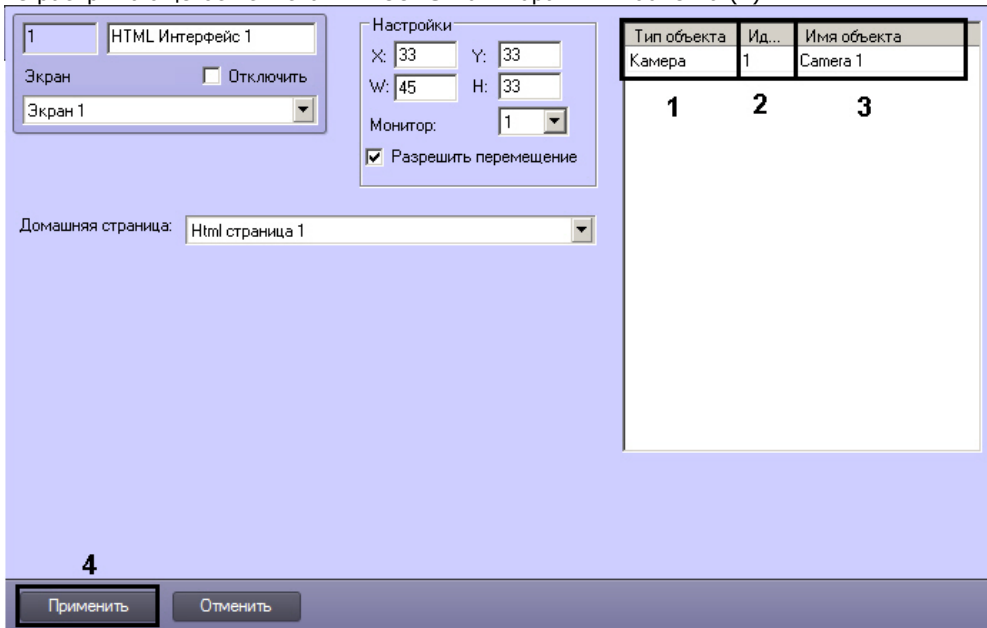 1 HTML Интерфейс 1
Экран Отключить
Экран 1
Настройки
X: 33 Y: 33
W: 45 H: 33
Монитор: 1
Разрешить перемещение
Домашняя страница: Html страница 1
Тип объекта Ид... Имя объекта
Камера 1 Camera 1
1 2 3
4
Применить Отменить